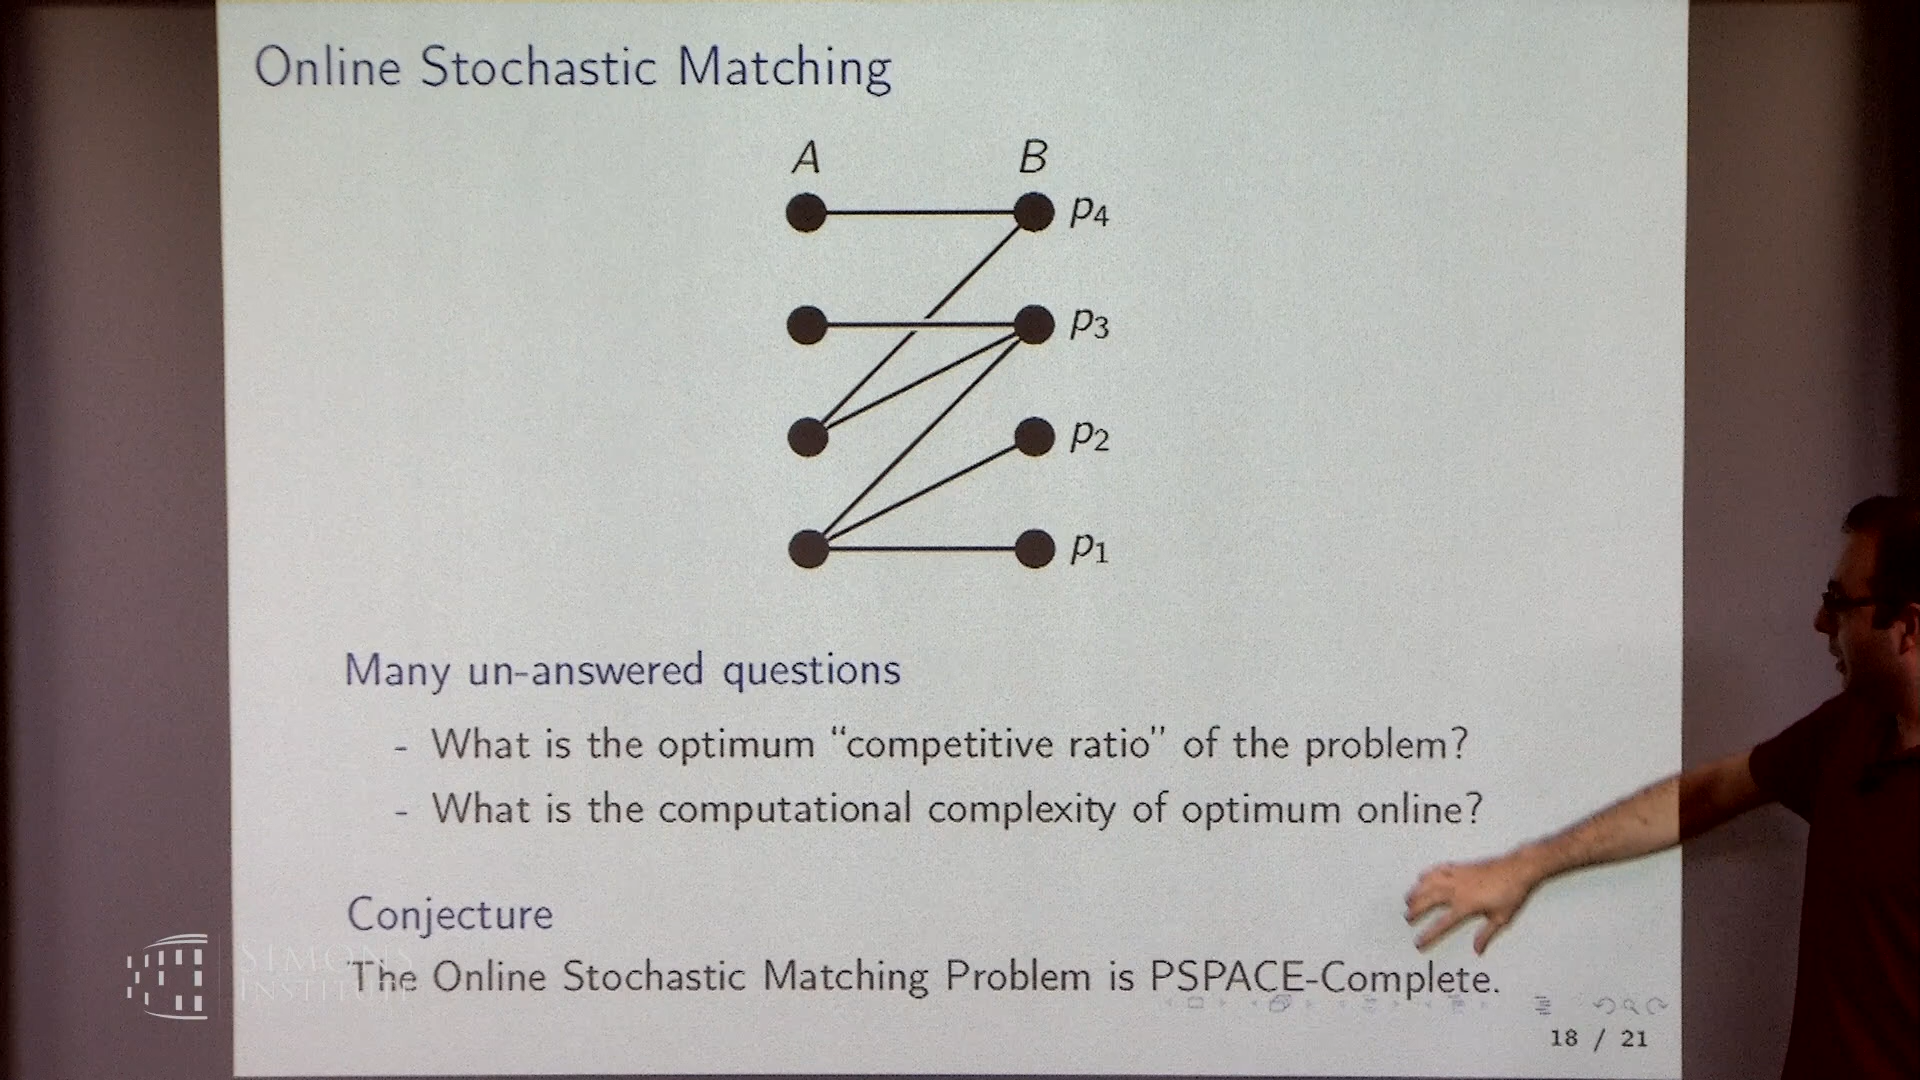 Online Stochastic Matching
A B
p4
p3
p2
p1
Many un-answered questions
- What is the optimum “competitive ratio” of the problem?
- What is the computational complexity of optimum online?
Conjecture
The Online Stochastic Matching Problem is PSPACE-Complete.
SIMONS
INSTITUTE
18 / 21